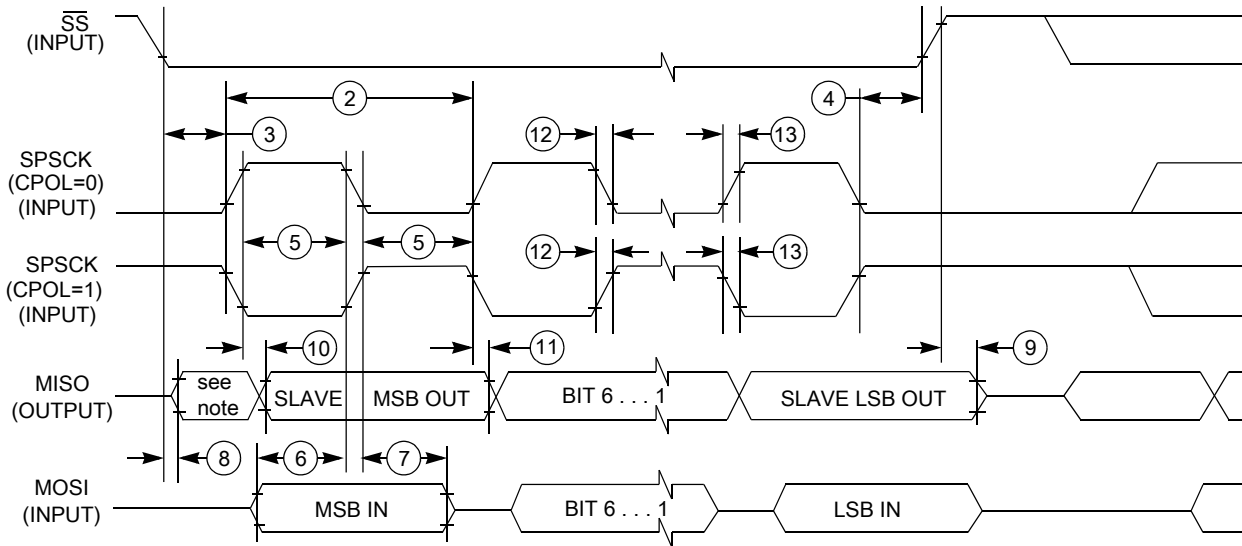 SS
(INPUT)
2
4
3
12
13
SPSCK
(CPOL=0)
(INPUT)
5
5
12
13
SPSCK
(CPOL=1)
(INPUT)
10
11
9
MISO
(OUTPUT)
see
note
SLAVE
MSB OUT
BIT 6 . . . 1
SLAVE LSB OUT
8
6
7
MOSI
(INPUT)
MSB IN
BIT 6 . . . 1
LSB IN